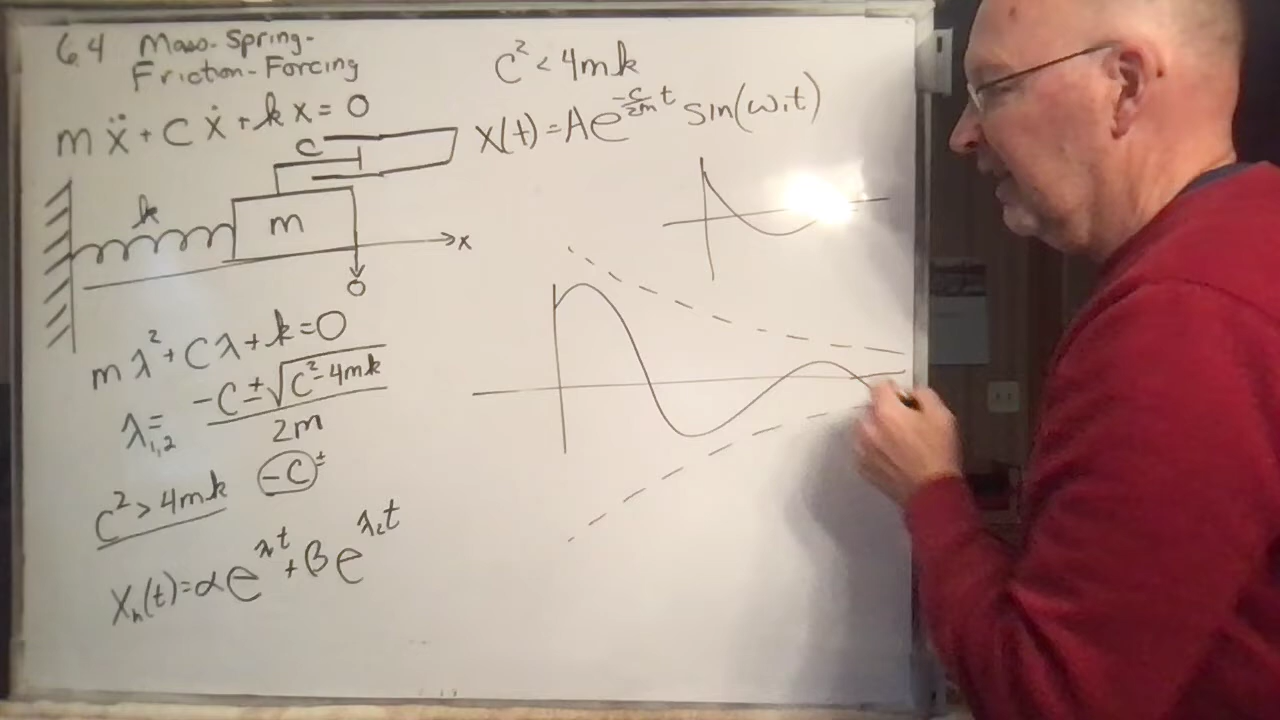 6.4 Mass-Spring-
Friction-Forcing
mẍ + cẋ + kx = 0
c
k
m
x
0
mλ² + cλ + k = 0
λ₁,₂ = (-c ± √(c² - 4mk)) / 2m
c² > 4mk
-c ±
Xₕ(t) = αe^(λ,t) + βe^(λ₂t)
c² < 4mk
x(t) = Ae^(-c/2m t) sin(ω₁t)